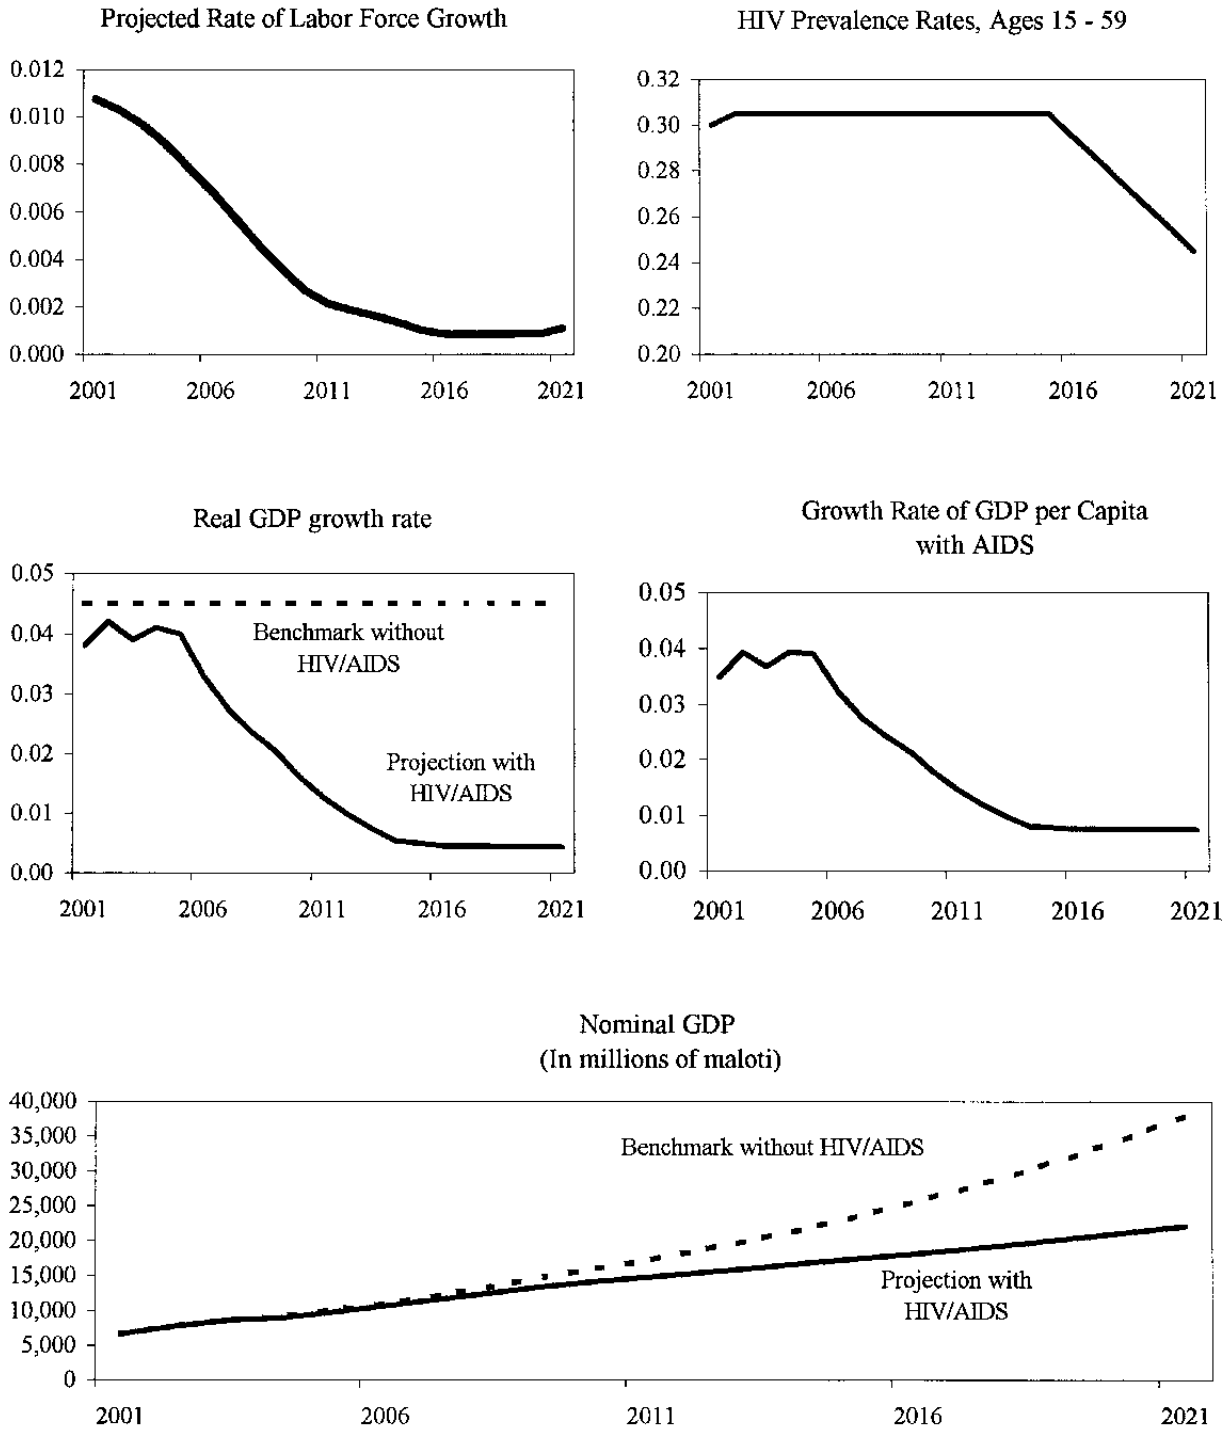 Projected Rate of Labor Force Growth
0.012
0.010
0.008
0.006
0.004
0.002
0.000
2001 2006 2011 2016 2021
HIV Prevalence Rates, Ages 15 - 59
0.32
0.30
0.28
0.26
0.24
0.22
0.20
2001 2006 2011 2016 2021
Real GDP growth rate
0.05
0.04
0.03
0.02
0.01
0.00
Benchmark without
HIV/AIDS
Projection with
HIV/AIDS
2001 2006 2011 2016 2021
Growth Rate of GDP per Capita
with AIDS
0.05
0.04
0.03
0.02
0.01
0.00
2001 2006 2011 2016 2021
Nominal GDP
(In millions of maloti)
40,000
35,000
30,000
25,000
20,000
15,000
10,000
5,000
0
Benchmark without HIV/AIDS
Projection with
HIV/AIDS
2001 2006 2011 2016 2021